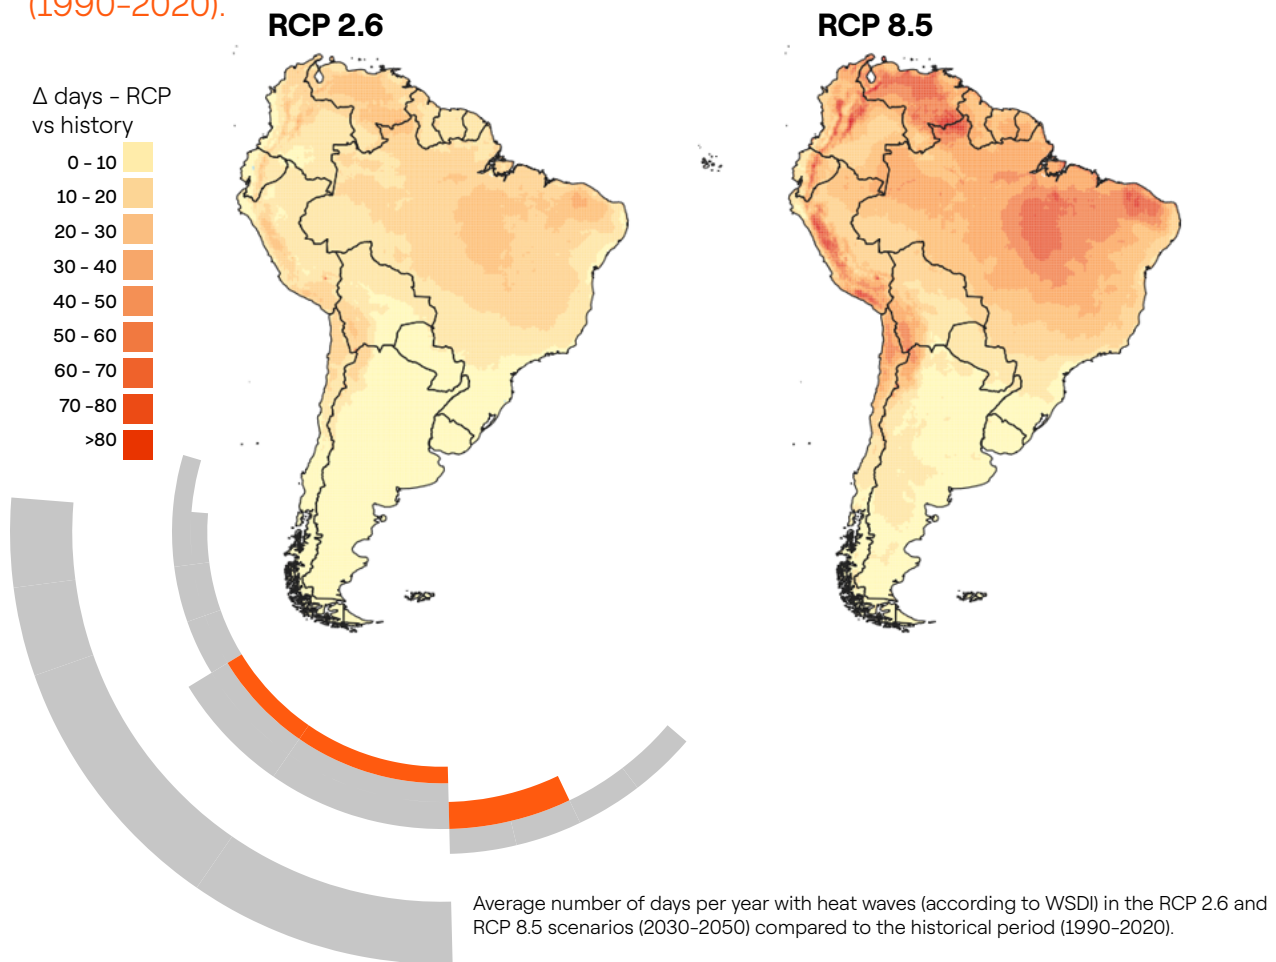 (1990-2020).
RCP 2.6
RCP 8.5
Δ days - RCP
vs history
0 - 10
10 - 20
20 - 30
30 - 40
40 - 50
50 - 60
60 - 70
70 -80
>80
Average number of days per year with heat waves (according to WSDI) in the RCP 2.6 and
RCP 8.5 scenarios (2030-2050) compared to the historical period (1990-2020).